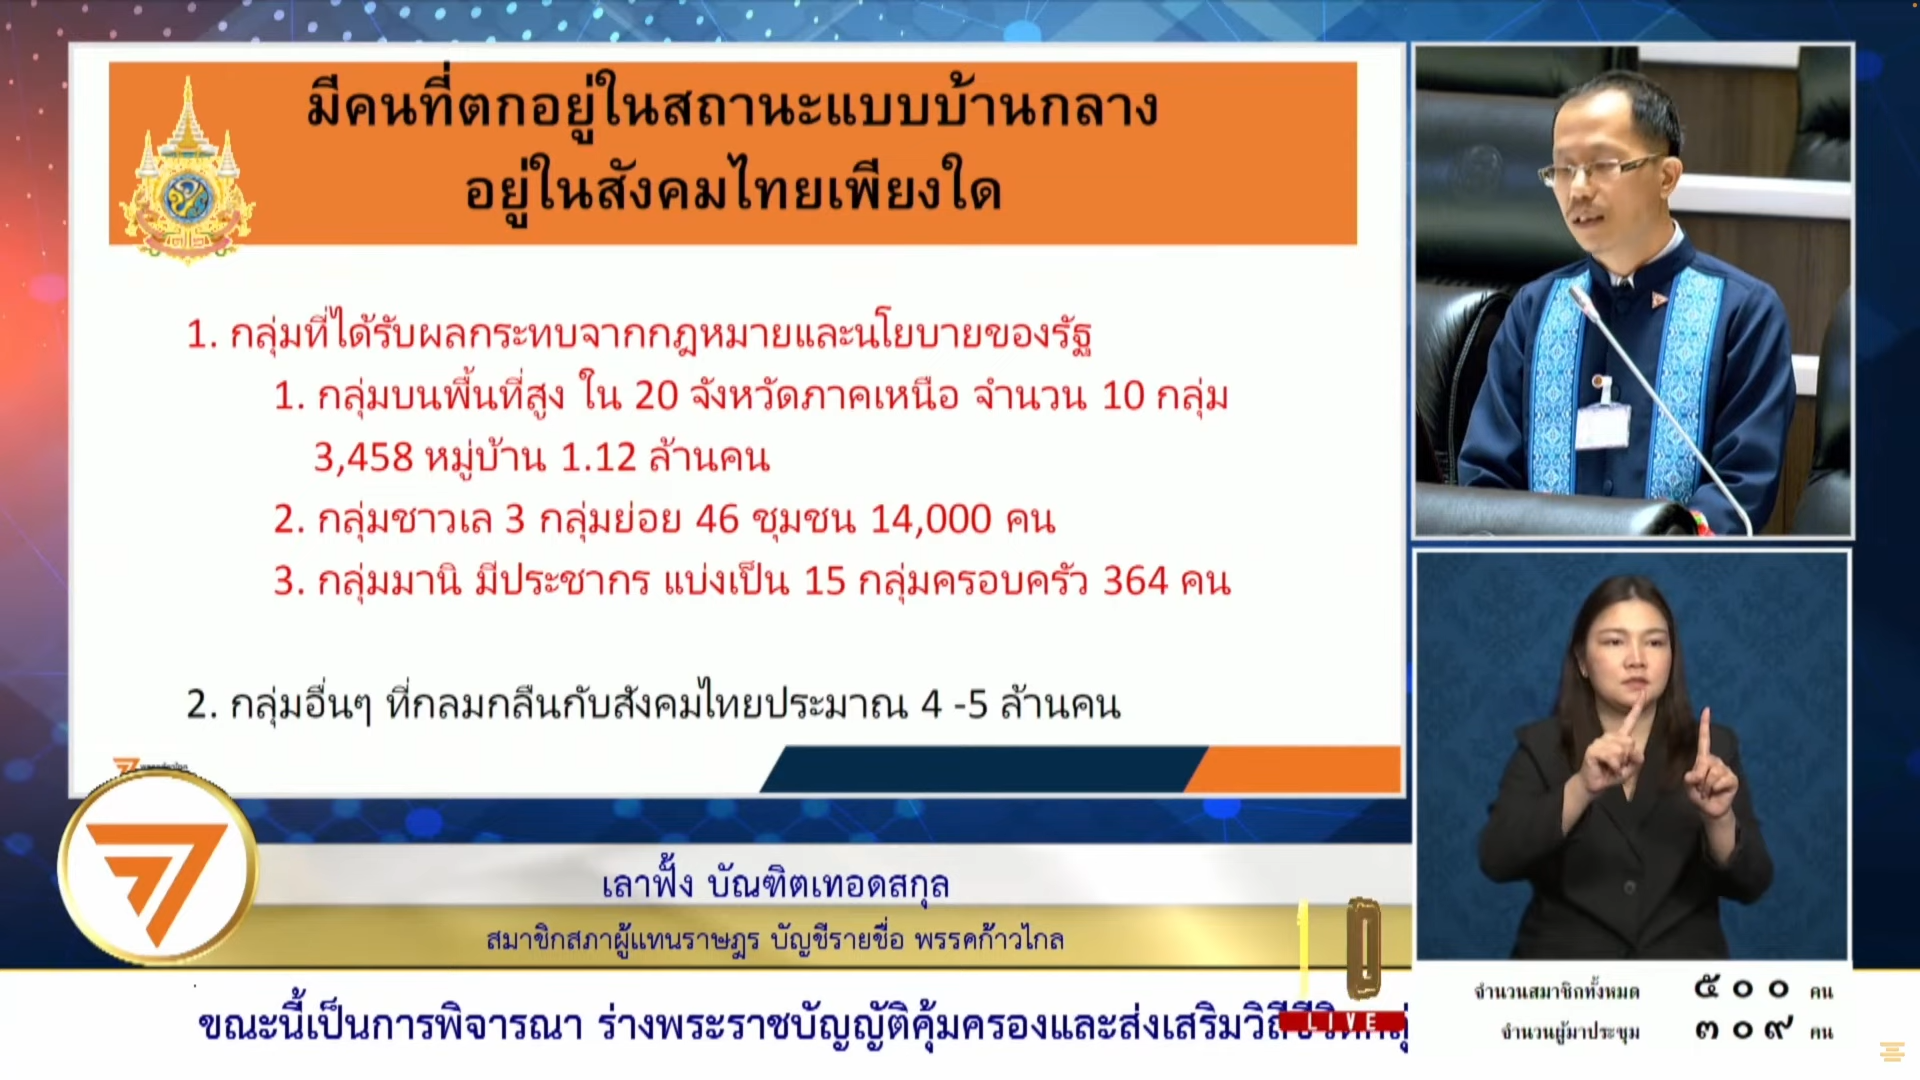 มีคนที่ตกอยู่ในสถานะแบบบ้านกลาง
อยู่ในสังคมไทยเพียงใด
1. กลุ่มที่ได้รับผลกระทบจากกฎหมายและนโยบายของรัฐ
1. กลุ่มบนพื้นที่สูง ใน 20 จังหวัดภาคเหนือ จำนวน 10 กลุ่ม
3,458 หมู่บ้าน 1.12 ล้านคน
2. กลุ่มชาวเล 3 กลุ่มย่อย 46 ชุมชน 14,000 คน
3. กลุ่มมานิ มีประชากร แบ่งเป็น 15 กลุ่มครอบครัว 364 คน
2. กลุ่มอื่นๆ ที่กลมกลืนกับสังคมไทยประมาณ 4 -5 ล้านคน
เลาฟั้ง บัณฑิตเทอดสกุล
สมาชิกสภาผู้แทนราษฎร บัญชีรายชื่อ พรรคก้าวไกล
LIVE
ขณะนี้เป็นการพิจารณา ร่างพระราชบัญญัติคุ้มครองและส่งเสริมวิถีชีวิตกลุ่
จำนวนสมาชิกทั้งหมด ๕๐๐ คน
จำนวนผู้มาประชุม ๓๐๙ คน